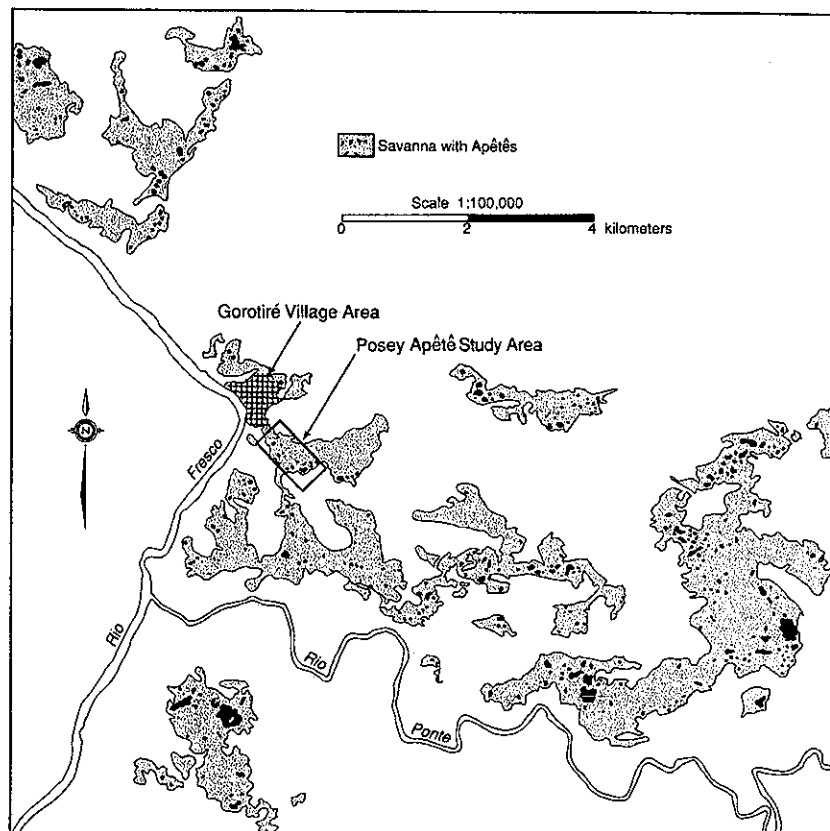 Savanna with Apêtês
Scale 1:100,000
0 2 4 kilometers
Gorotiré Village Area
Posey Apêtê Study Area
N
Fresco
Rio
Rio
Ponte